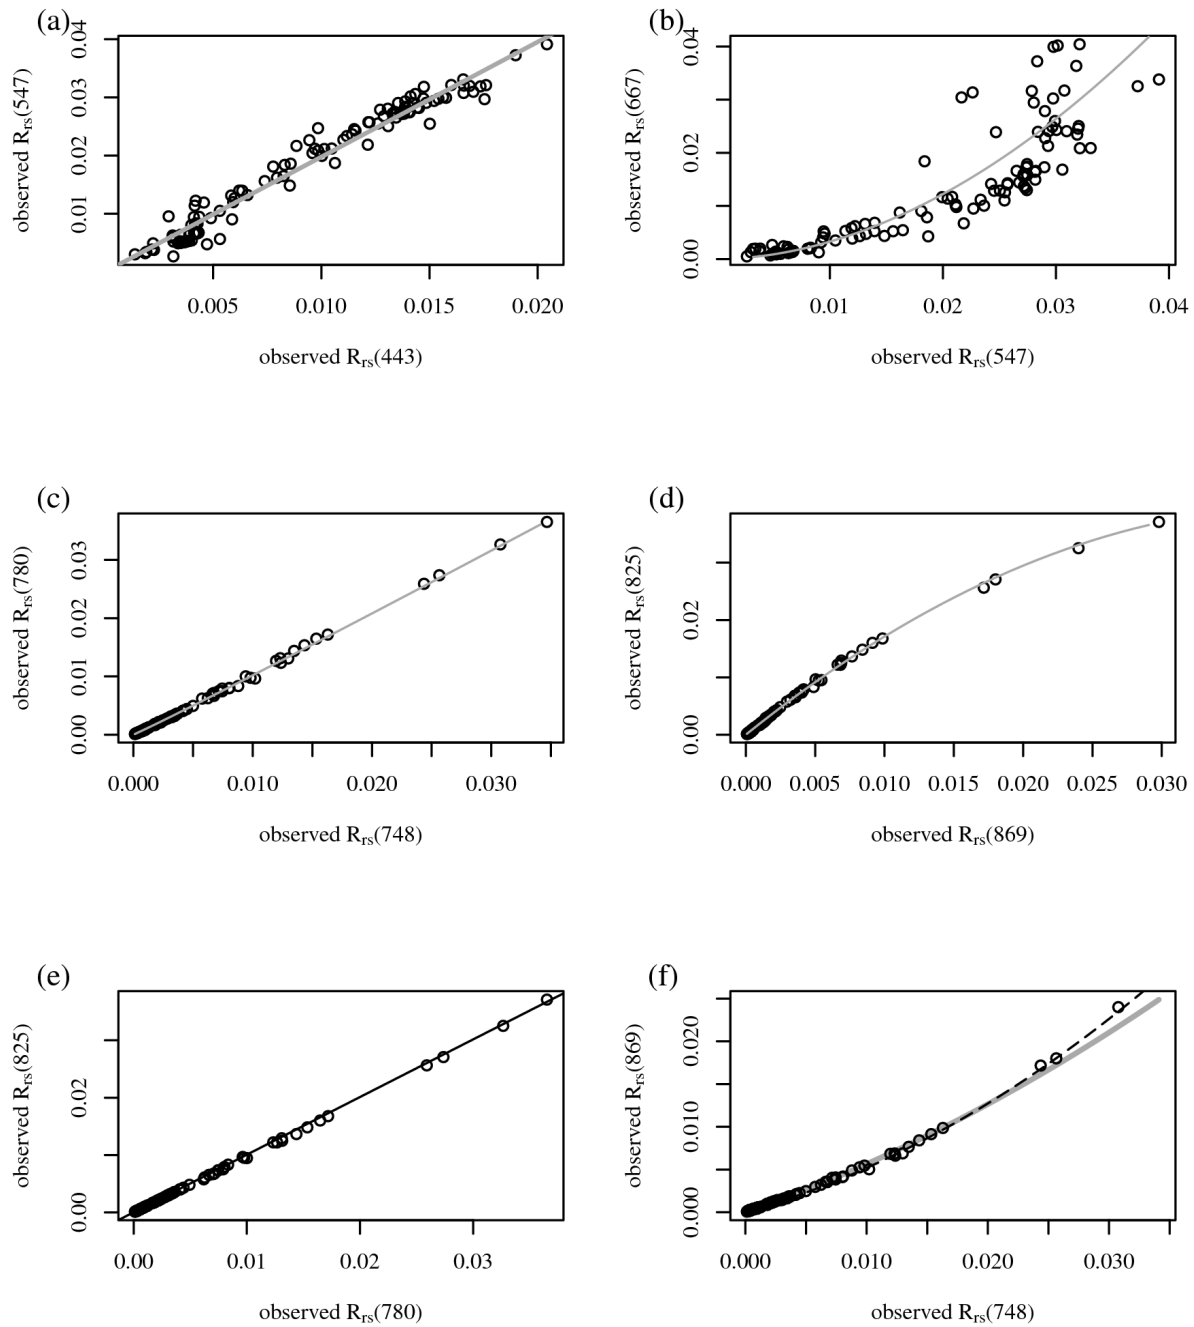 (a)
observed Rrs(547)
0.04
0.03
0.02
0.01
0.005 0.010 0.015 0.020
observed Rrs(443)
(b)
observed Rrs(667)
0.04
0.02
0.00
0.01 0.02 0.03 0.04
observed Rrs(547)
(c)
observed Rrs(780)
0.03
0.02
0.01
0.00
0.000 0.010 0.020 0.030
observed Rrs(748)
(d)
observed Rrs(825)
0.02
0.00
0.000 0.005 0.010 0.015 0.020 0.025 0.030
observed Rrs(869)
(e)
observed Rrs(825)
0.02
0.00
0.00 0.01 0.02 0.03
observed Rrs(780)
(f)
observed Rrs(869)
0.020
0.010
0.000
0.000 0.010 0.020 0.030
observed Rrs(748)